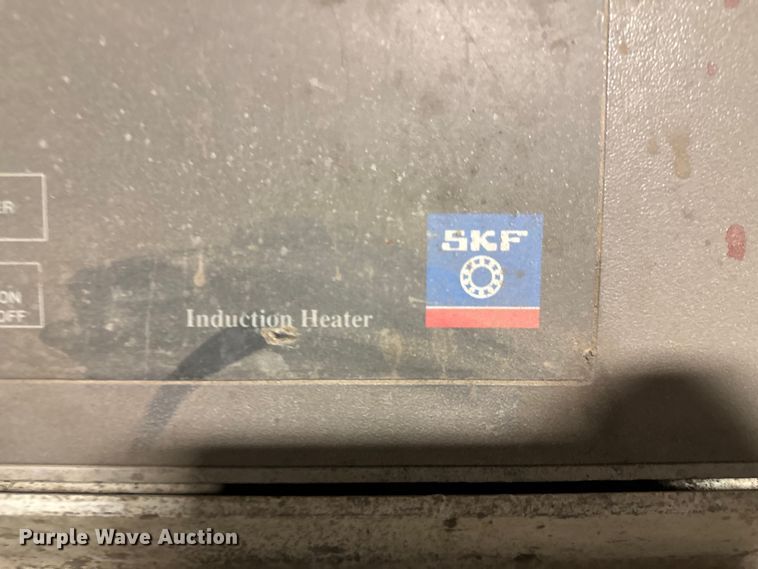 ON
OFF
SKF
Induction Heater
Purple Wave Auction